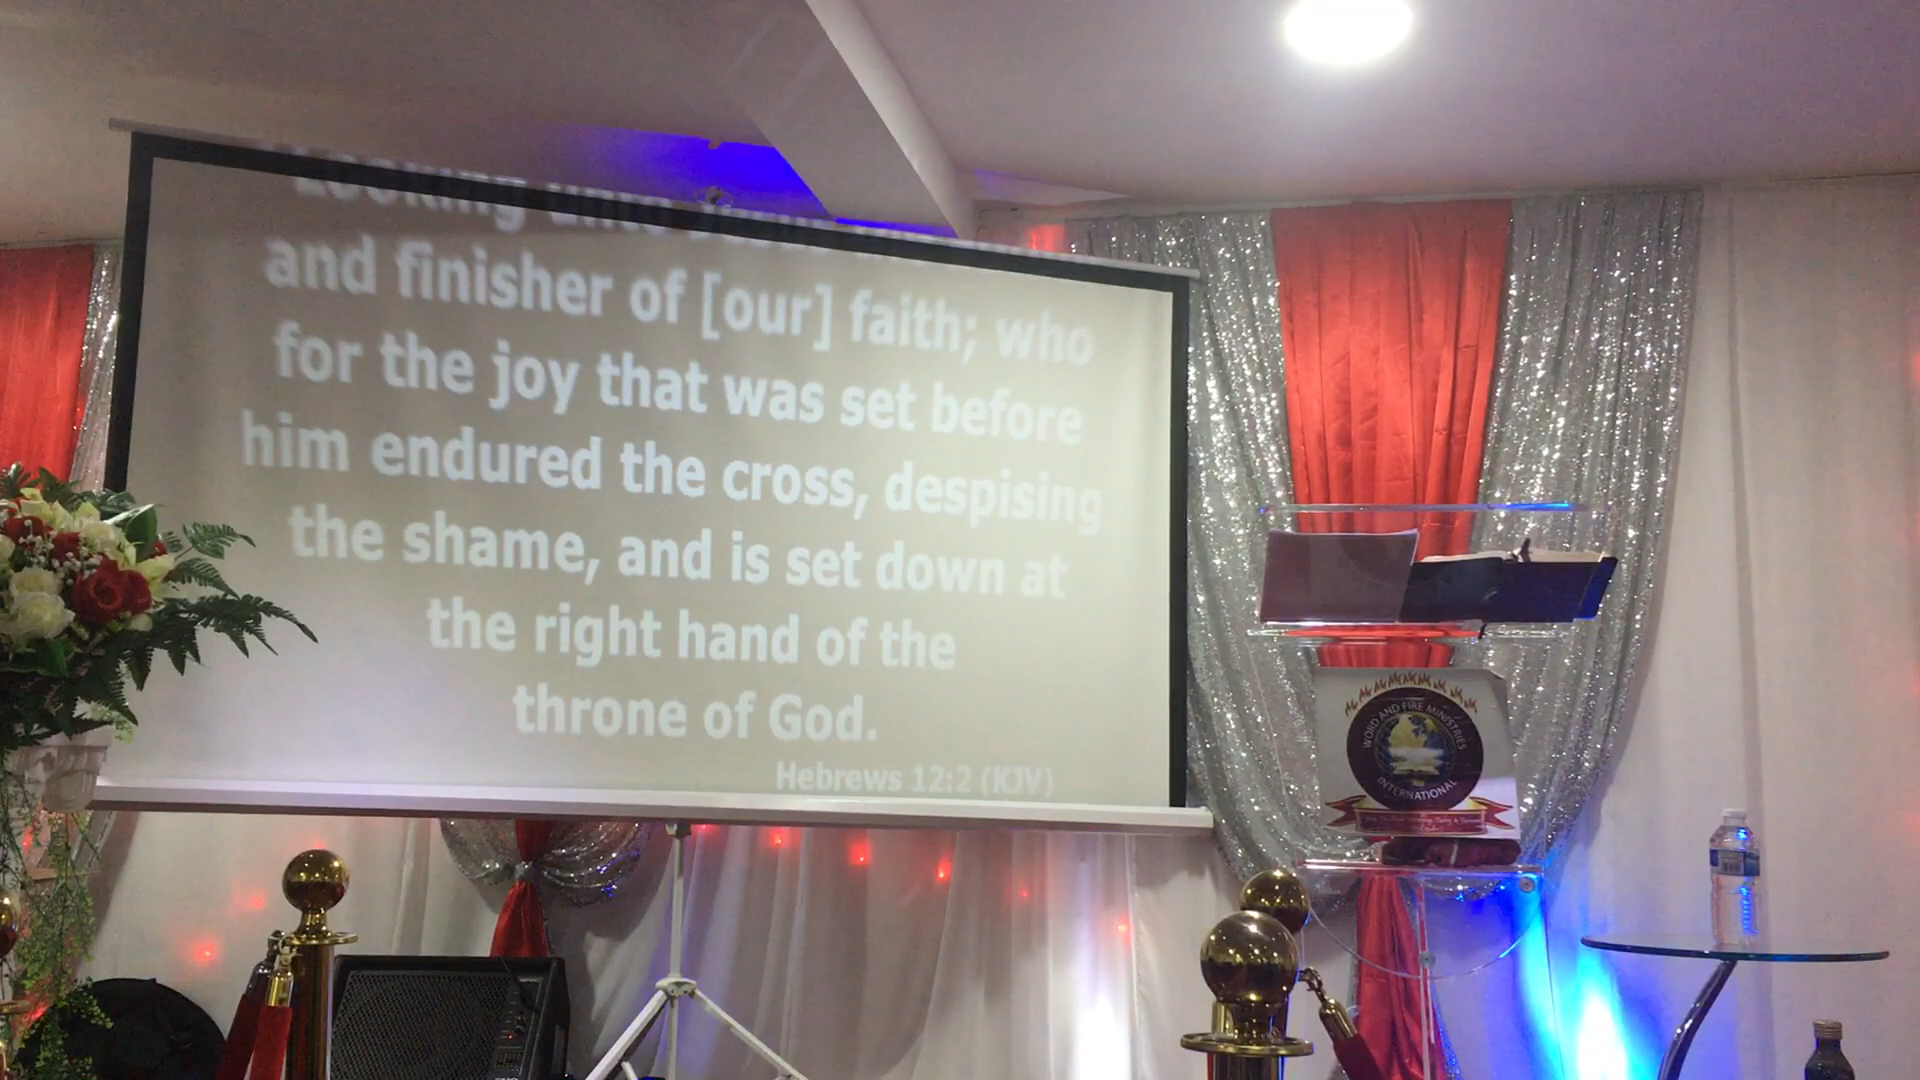 Looking unto
and finisher of [our] faith; who
for the joy that was set before
him endured the cross, despising
the shame, and is set down at
the right hand of the
throne of God.
Hebrews 12:2 (KJV)
WORD AND FIRE MINISTRIES
INTERNATIONAL